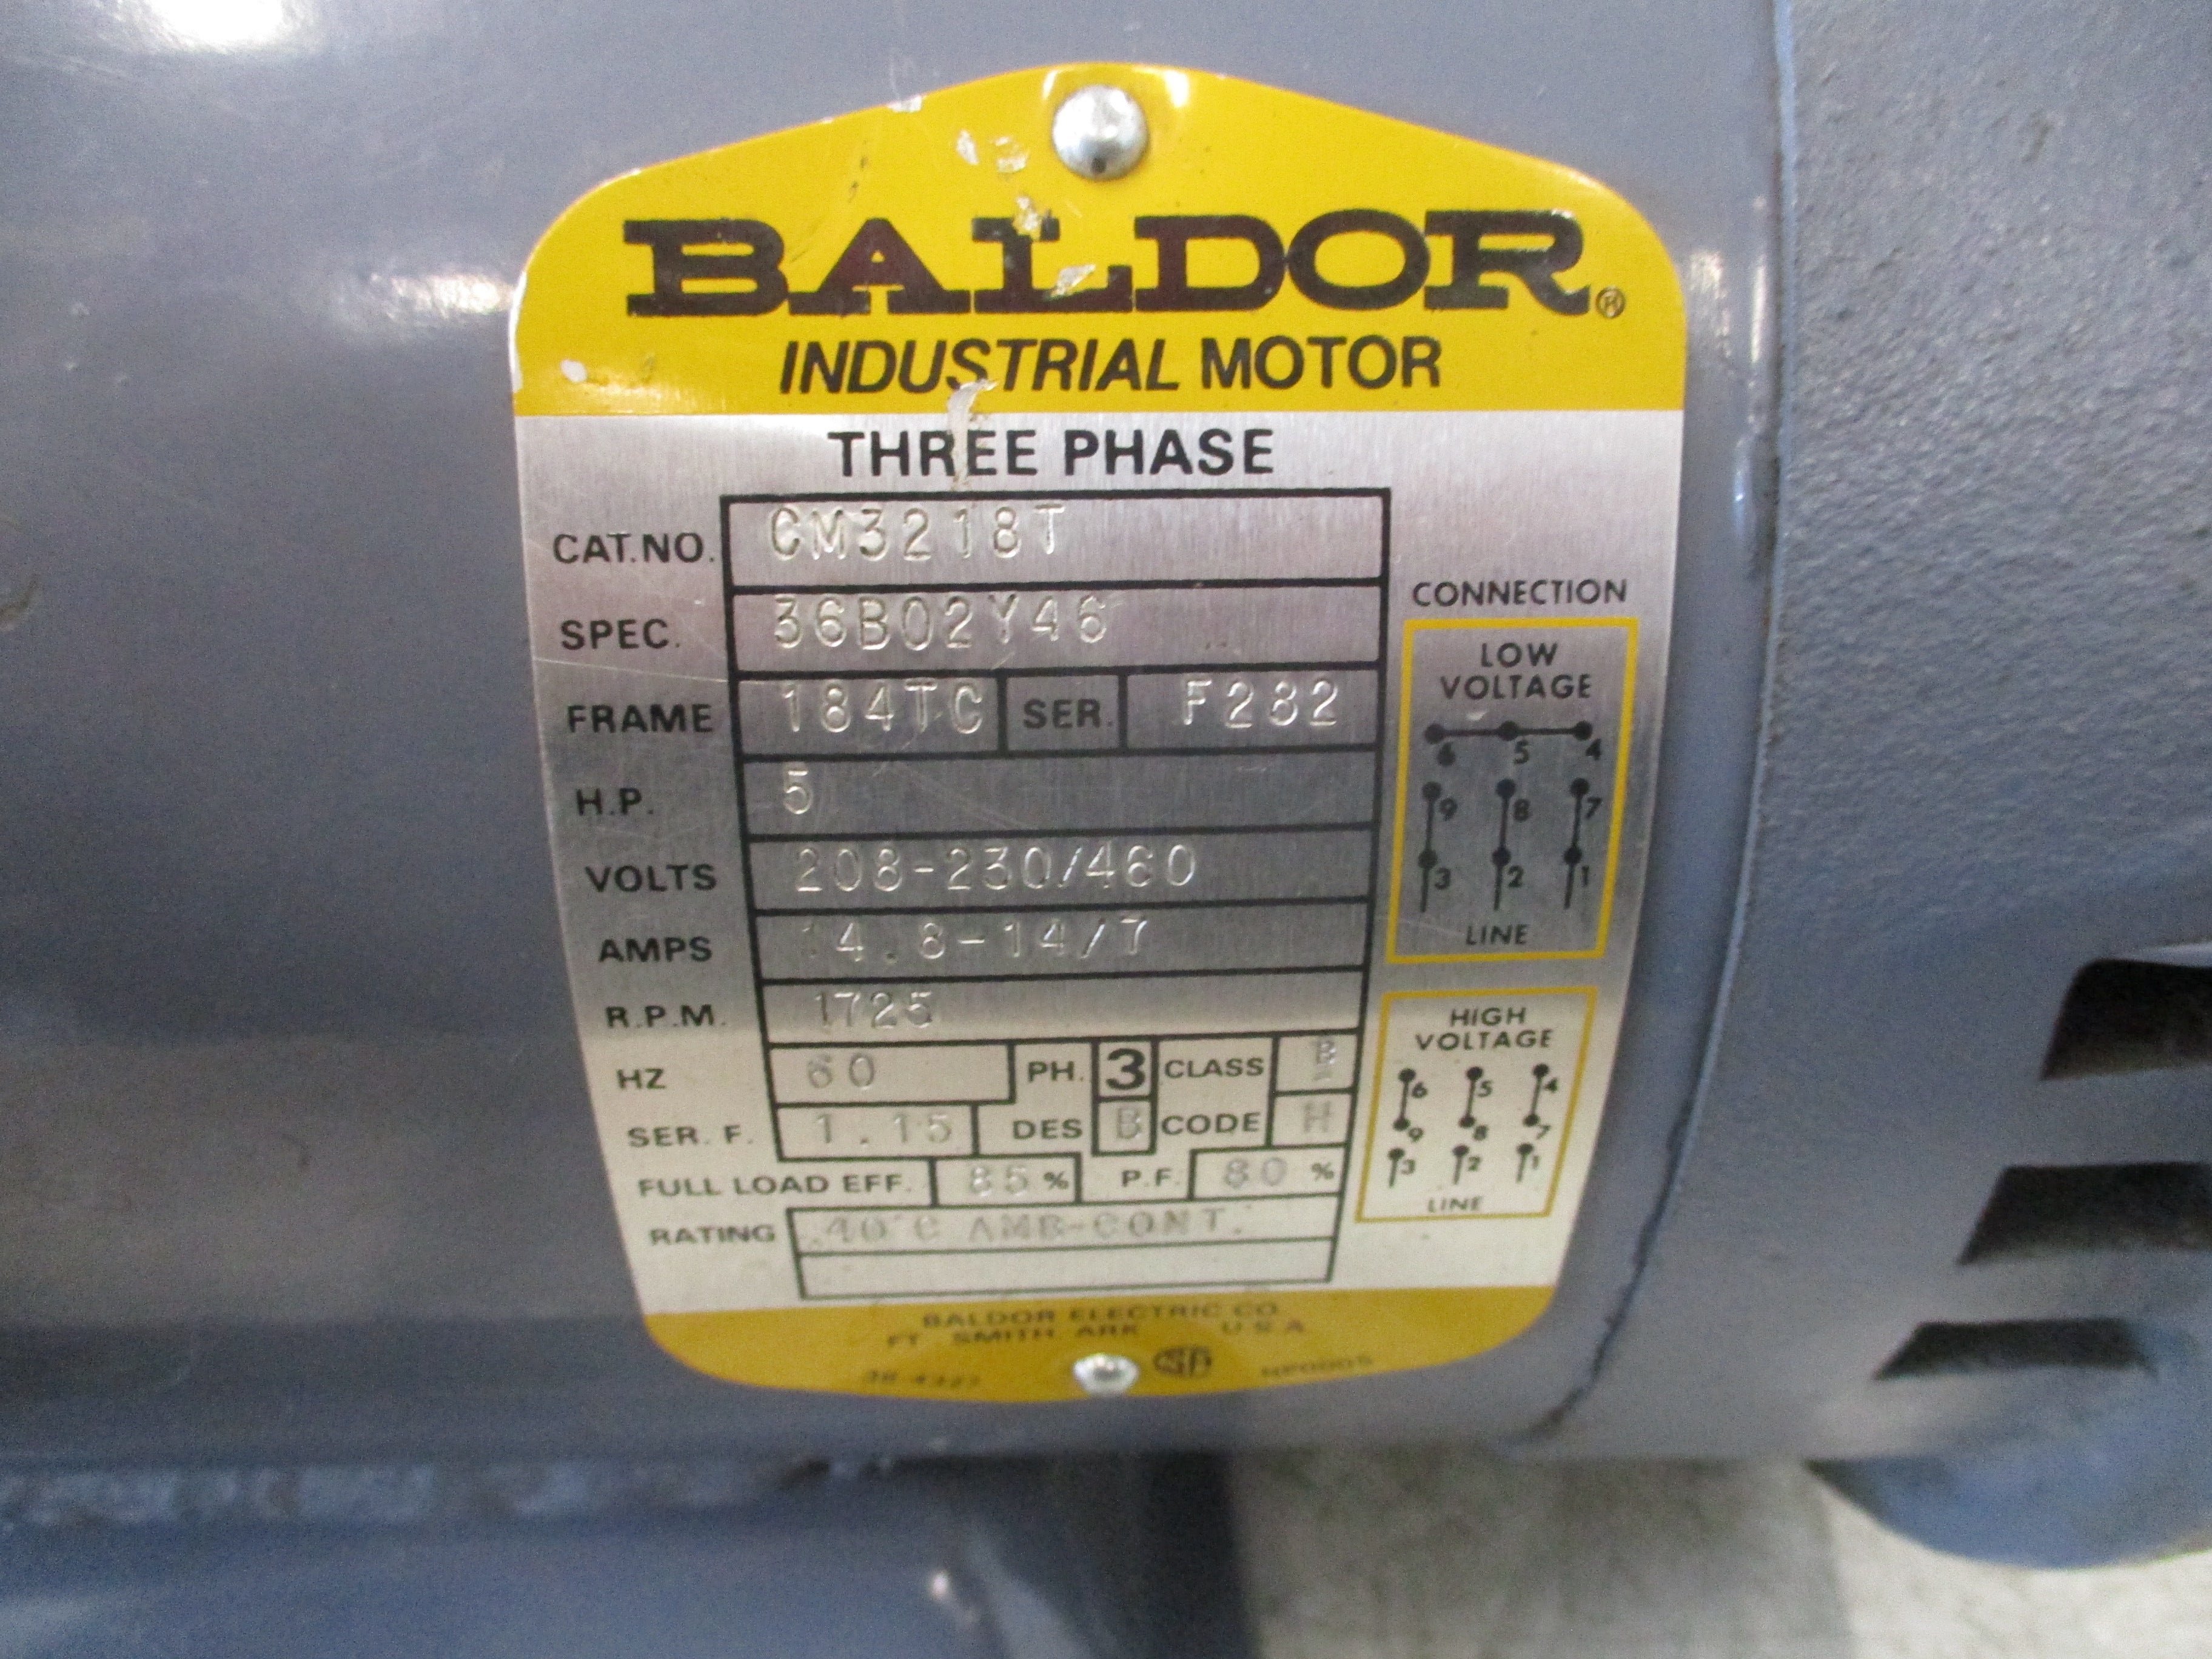 BALDOR®
INDUSTRIAL MOTOR
THREE PHASE
CAT.NO. CM3218T
SPEC. 36B02Y46
FRAME 184TC SER. F282
H.P. 5
VOLTS 208-230/460
AMPS 14.8-14/7
R.P.M. 1725
HZ 60 PH. 3 CLASS B
SER. F. 1.15 DES B CODE H
FULL LOAD EFF. 85 % P.F. 80 %
RATING 40°C AMB-CONT.
CONNECTION
LOW
VOLTAGE
6 5 4
9 8 7
3 2 1
LINE
HIGH
VOLTAGE
6 5 4
9 8 7
3 2 1
LINE
BALDOR ELECTRIC CO.
FT SMITH ARK U S A